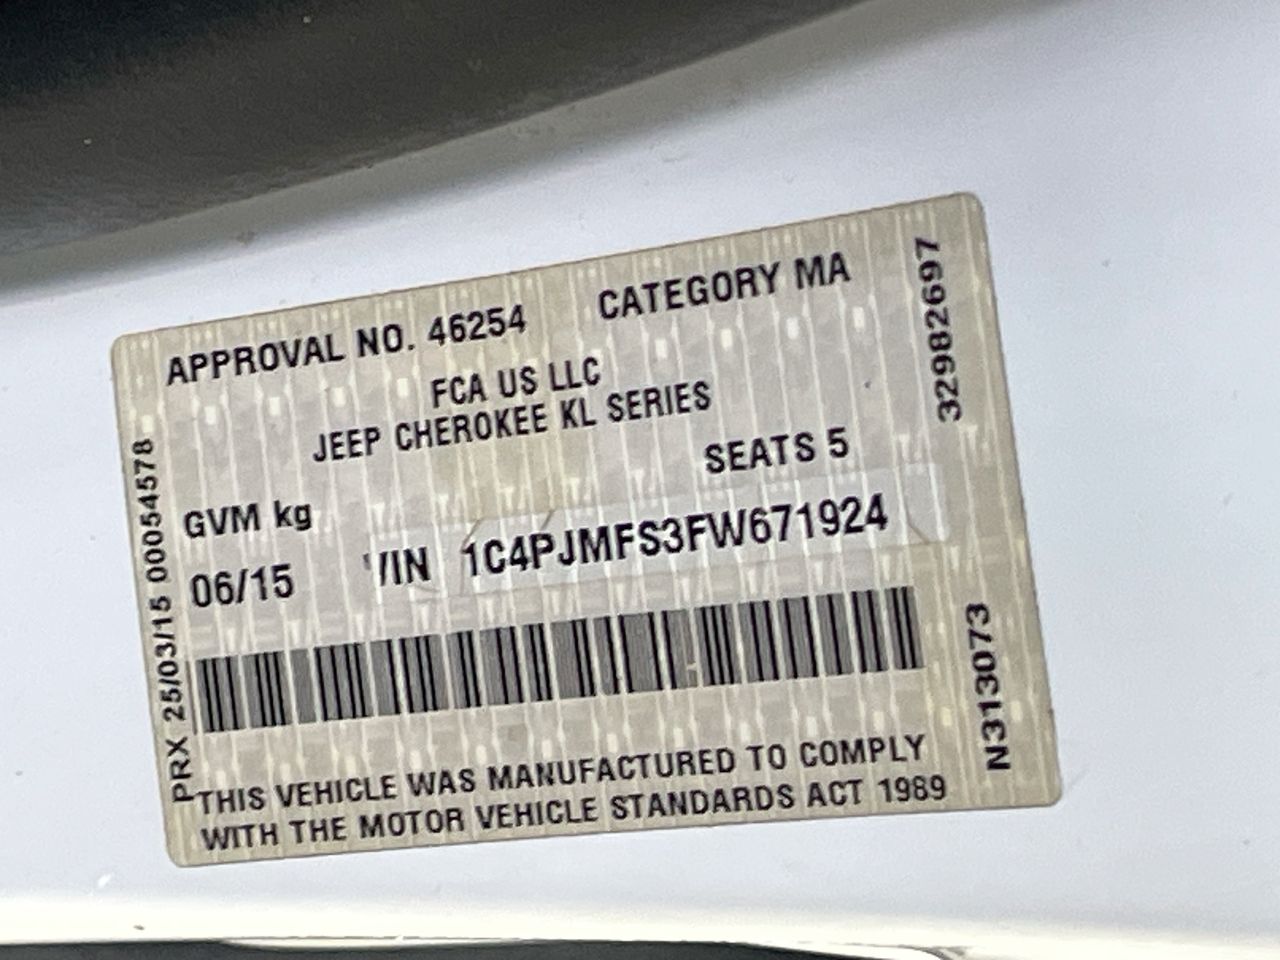 APPROVAL NO. 46254 CATEGORY MA
FCA US LLC
JEEP CHEROKEE KL SERIES
SEATS 5
GVM kg
06/15 VIN 1C4PJMFS3FW671924
THIS VEHICLE WAS MANUFACTURED TO COMPLY
WITH THE MOTOR VEHICLE STANDARDS ACT 1989
PRX 25/03/15 00054578
32982697
N3130073